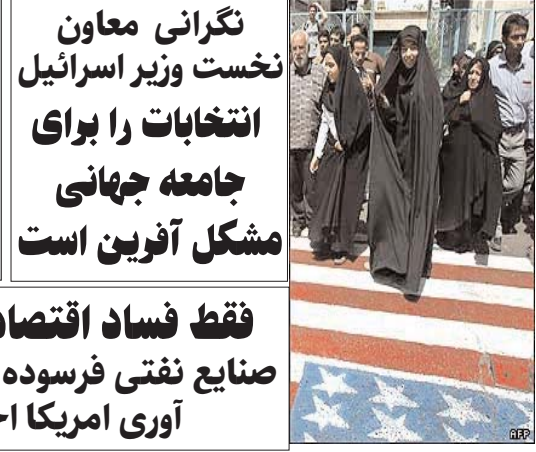 نگرانی معاون
نخست وزیر اسرائیل
انتخابات را برای
جامعه جهانی
مشکل آفرین است
فقط فساد اقتصاد
صنایع نفتی فرسوده
آوری امریکا اح
AFP